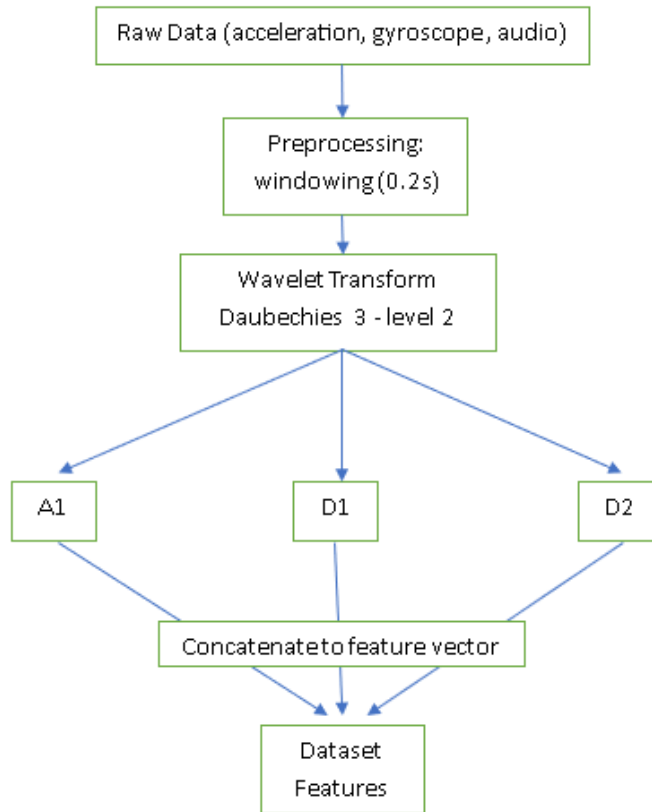 Raw Data (acceleration, gyroscope, audio)
Preprocessing:
windowing (0.2s)
Wavelet Transform
Daubechies 3 - level 2
A1
D1
D2
Concatenate to feature vector
Dataset
Features